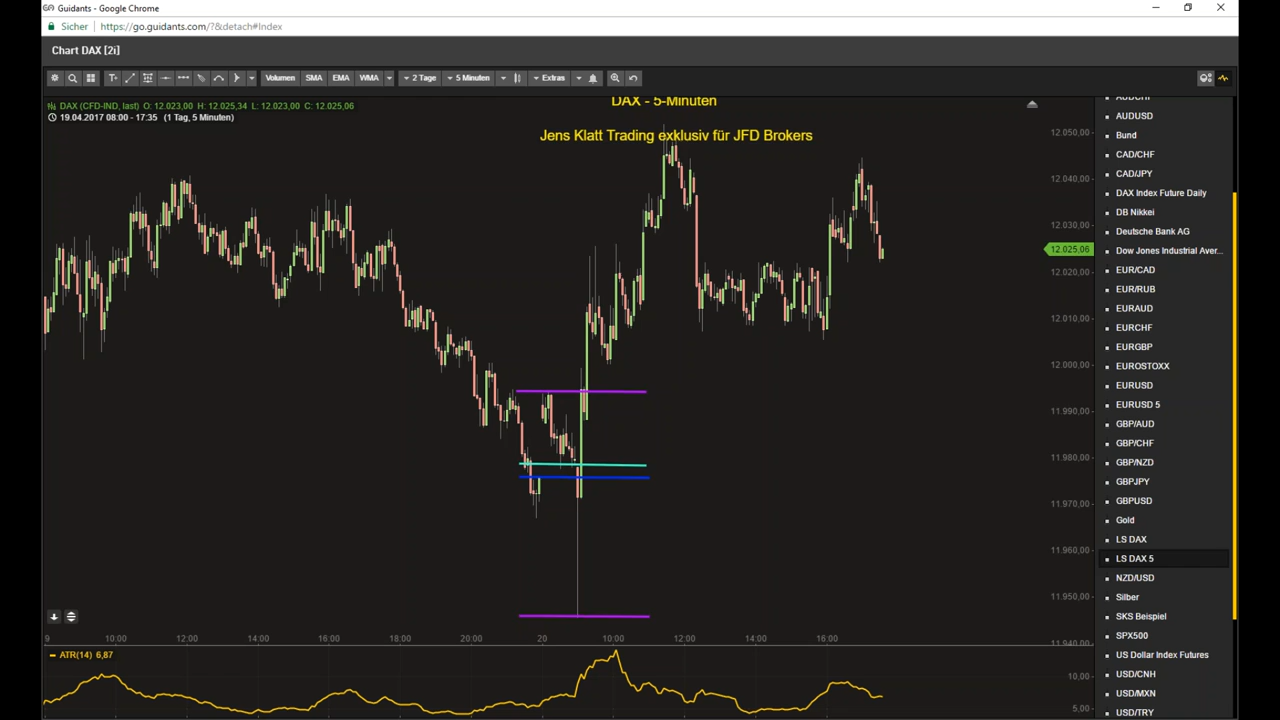 Guidants - Google Chrome
Sicher https://go.guidants.com/?&detach#Index
Chart DAX [2i]
Volumen SMA EMA WMA 2 Tage 5 Minuten Extras
DAX (CFD-IND, last) O: 12.023,00 H: 12.025,34 L: 12.023,00 C: 12.025,06
19.04.2017 08:00 - 17:35 (1 Tag, 5 Minuten)
DAX - 5-Minuten
Jens Klatt Trading exklusiv für JFD Brokers
12.050,00
12.040,00
12.030,00
12.025,06
12.020,00
12.010,00
12.000,00
11.990,00
11.980,00
11.970,00
11.960,00
11.950,00
11.940,00
9 10:00 12:00 14:00 16:00 18:00 20:00 20 10:00 12:00 14:00 16:00
ATR(14) 6,87
10,00
5,00
AUDCHF
AUDUSD
Bund
CAD/CHF
CAD/JPY
DAX Index Future Daily
DB Nikkei
Deutsche Bank AG
Dow Jones Industrial Aver...
EUR/CAD
EUR/RUB
EURAUD
EURCHF
EURGBP
EUROSTOXX
EURUSD
EURUSD 5
GBP/AUD
GBP/CHF
GBP/NZD
GBPJPY
GBPUSD
Gold
LS DAX
LS DAX 5
NZD/USD
Silber
SKS Beispiel
SPX500
US Dollar Index Futures
USD/CNH
USD/MXN
USD/TRY